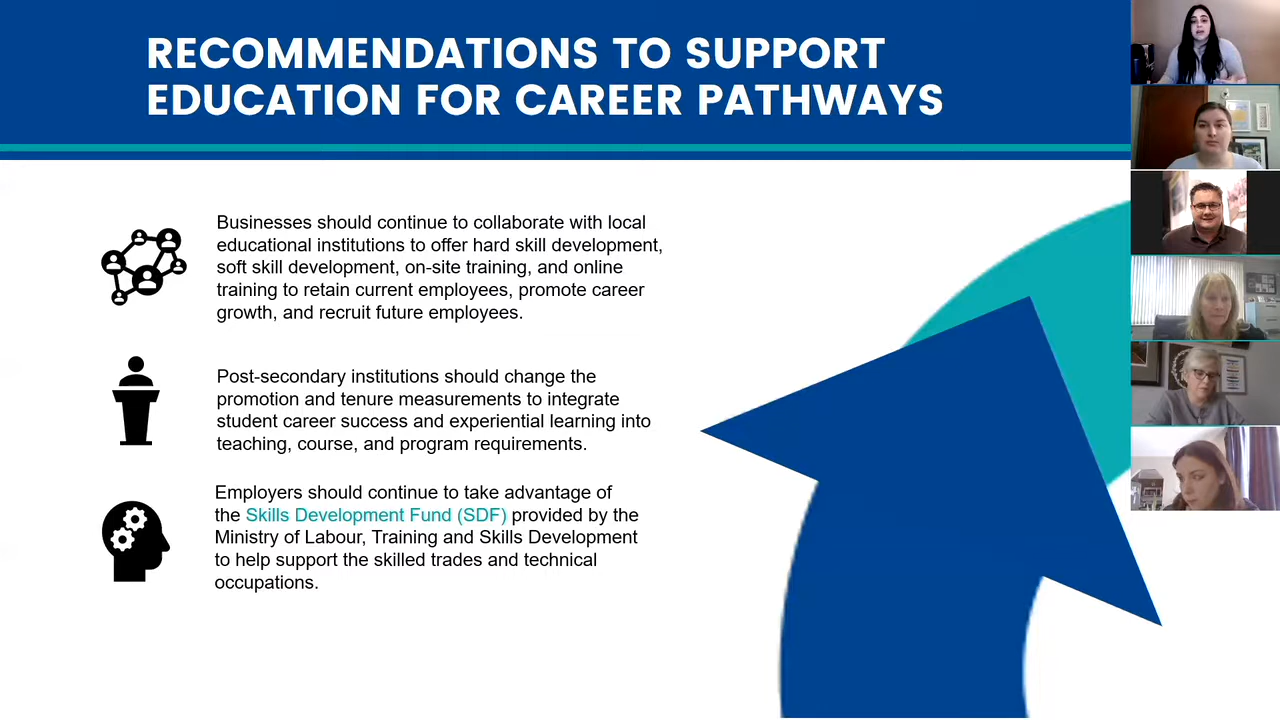 RECOMMENDATIONS TO SUPPORT
EDUCATION FOR CAREER PATHWAYS
Businesses should continue to collaborate with local
educational institutions to offer hard skill development,
soft skill development, on-site training, and online
training to retain current employees, promote career
growth, and recruit future employees.
Post-secondary institutions should change the
promotion and tenure measurements to integrate
student career success and experiential learning into
teaching, course, and program requirements.
Employers should continue to take advantage of
the Skills Development Fund (SDF) provided by the
Ministry of Labour, Training and Skills Development
to help support the skilled trades and technical
occupations.